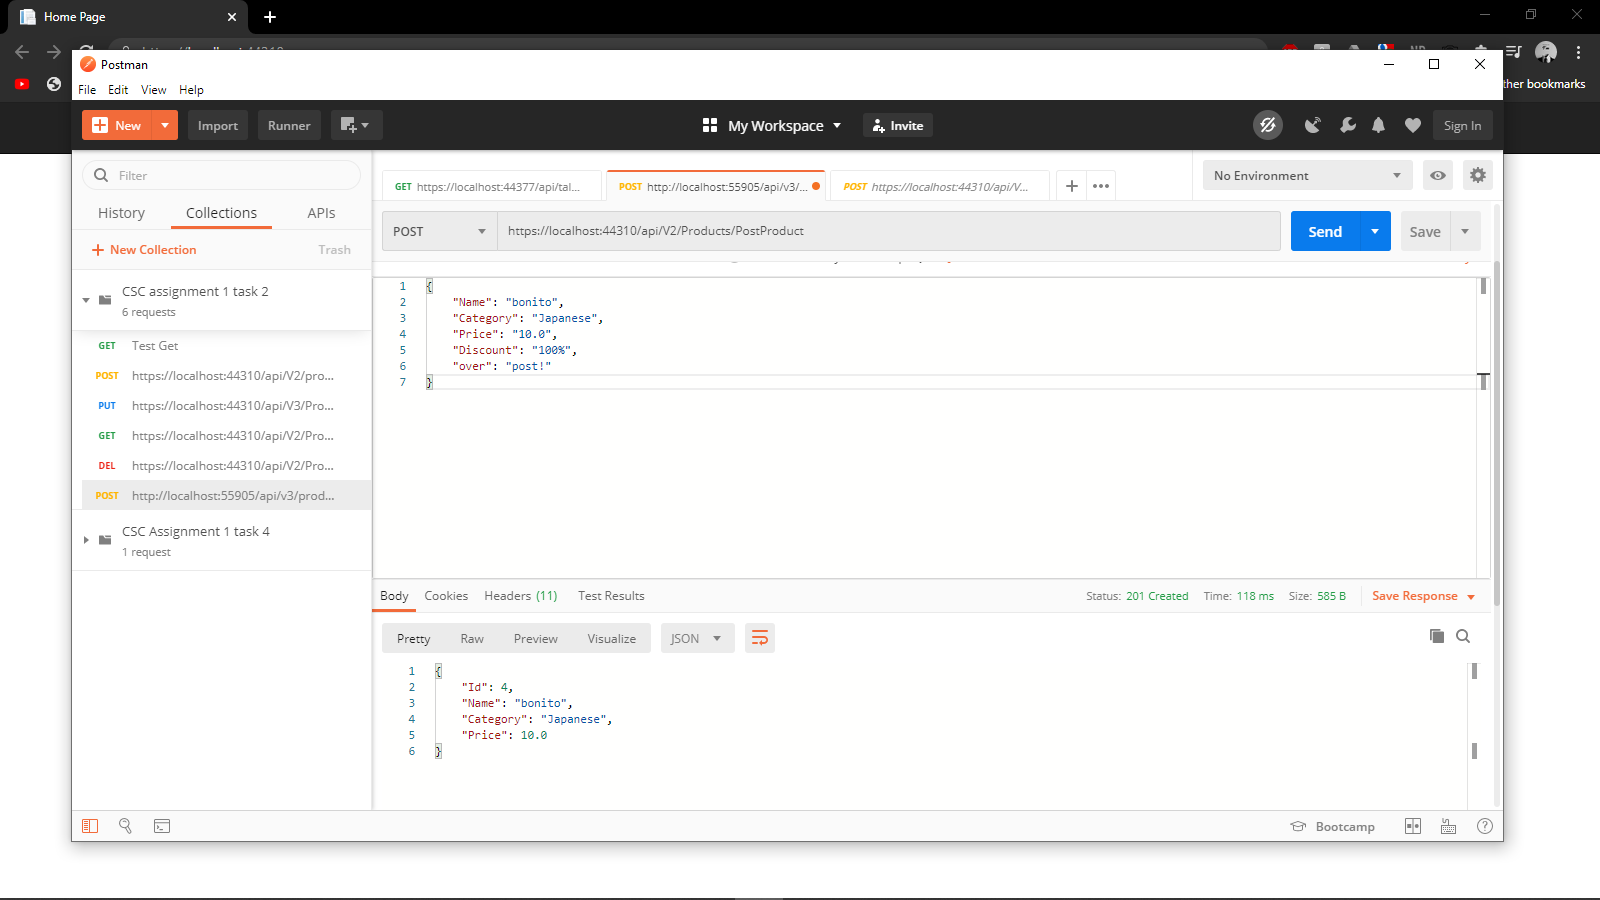 Home Page
Postman
File Edit View Help
ther bookmarks
New Import Runner My Workspace Invite Sign In
Filter
History Collections APIs
New Collection Trash
CSC assignment 1 task 2
6 requests
GET Test Get
POST https://localhost:44310/api/V2/pro...
PUT https://localhost:44310/api/V3/Pro...
GET https://localhost:44310/api/V2/Pro...
DEL https://localhost:44310/api/V2/Pro...
POST http://localhost:55905/api/v3/prod...
CSC Assignment 1 task 4
1 request
GET https://localhost:44377/api/tal... POST http://localhost:55905/api/v3/... POST https://localhost:44310/api/V...
No Environment
POST https://localhost:44310/api/V2/Products/PostProduct Send Save
1 {
2 "Name": "bonito",
3 "Category": "Japanese",
4 "Price": "10.0",
5 "Discount": "100%",
6 "over": "post!"
7 }
Body Cookies Headers (11) Test Results Status: 201 Created Time: 118 ms Size: 585 B Save Response
Pretty Raw Preview Visualize JSON
1 {
2 "Id": 4,
3 "Name": "bonito",
4 "Category": "Japanese",
5 "Price": 10.0
6 }
Bootcamp